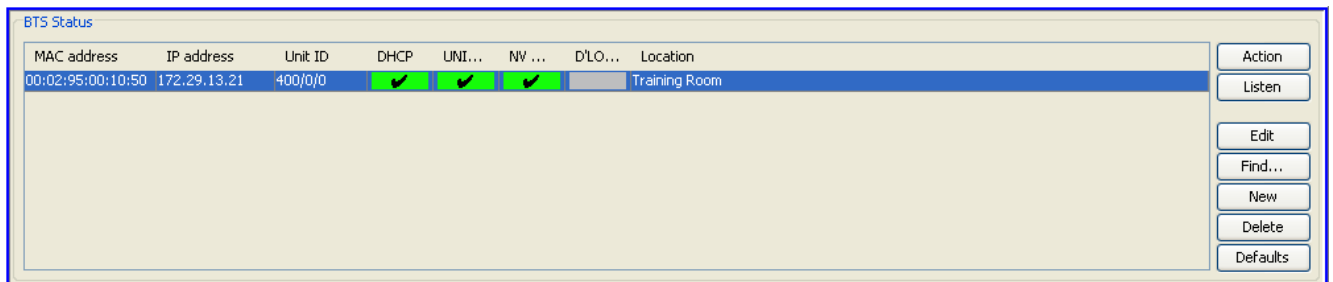 BTS Status
MAC address IP address Unit ID DHCP UNI... NV ... D'LO... Location
00:02:95:00:10:50 172.29.13.21 400/0/0 ✔ ✔ ✔ Training Room
Action
Listen
Edit
Find...
New
Delete
Defaults